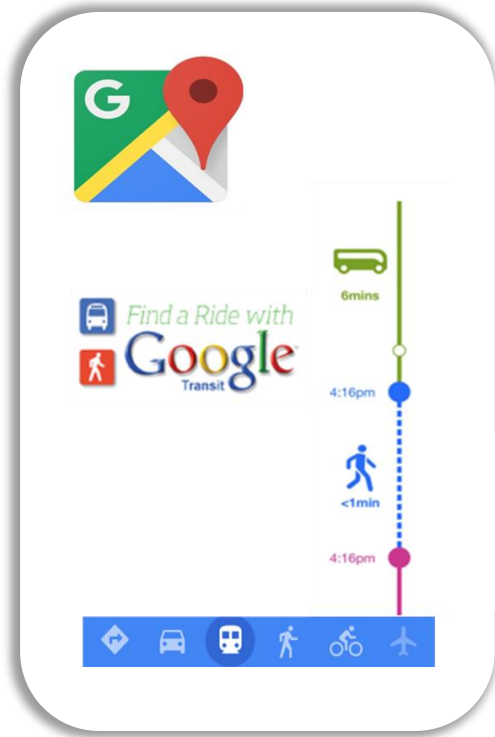 G
6mins
Find a Ride with
Google
Transit
4:16pm
<1min
4:16pm